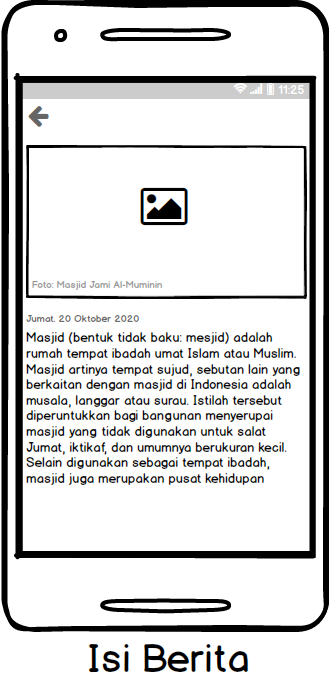 11:25
Foto: Masjid Jami Al-Muminin
Jumat. 20 Oktober 2020
Masjid (bentuk tidak baku: mesjid) adalah
rumah tempat ibadah umat Islam atau Muslim.
Masjid artinya tempat sujud, sebutan lain yang
berkaitan dengan masjid di Indonesia adalah
musala, langgar atau surau. Istilah tersebut
diperuntukkan bagi bangunan menyerupai
masjid yang tidak digunakan untuk salat
Jumat, iktikaf, dan umumnya berukuran kecil.
Selain digunakan sebagai tempat ibadah,
masjid juga merupakan pusat kehidupan
Isi Berita